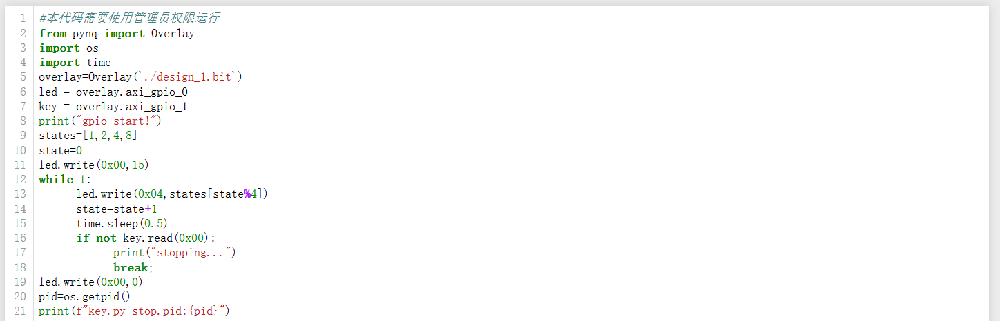 1 #本代码需要使用管理员权限运行
2 from pynq import Overlay
3 import os
4 import time
5 overlay=Overlay('./design_1.bit')
6 led = overlay.axi_gpio_0
7 key = overlay.axi_gpio_1
8 print("gpio start!")
9 states=[1,2,4,8]
10 state=0
11 led.write(0x00,15)
12 while 1:
13 led.write(0x04,states[state%4])
14 state=state+1
15 time.sleep(0.5)
16 if not key.read(0x00):
17 print("stopping...")
18 break;
19 led.write(0x00,0)
20 pid=os.getpid()
21 print(f"key.py stop.pid:{pid}")